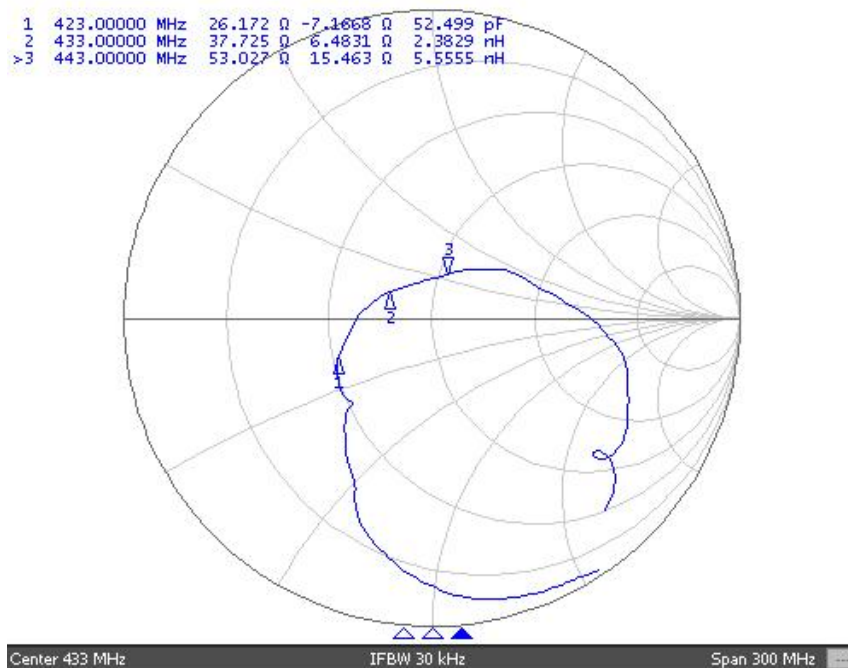 1 423.00000 MHz 26.172 Ω -7.1668 Ω 52.499 pF
2 433.00000 MHz 37.725 Ω 6.4831 Ω 2.3829 nH
>3 443.00000 MHz 53.027 Ω 15.463 Ω 5.5555 nH
3
2
1
Center 433 MHz IFBW 30 kHz Span 300 MHz